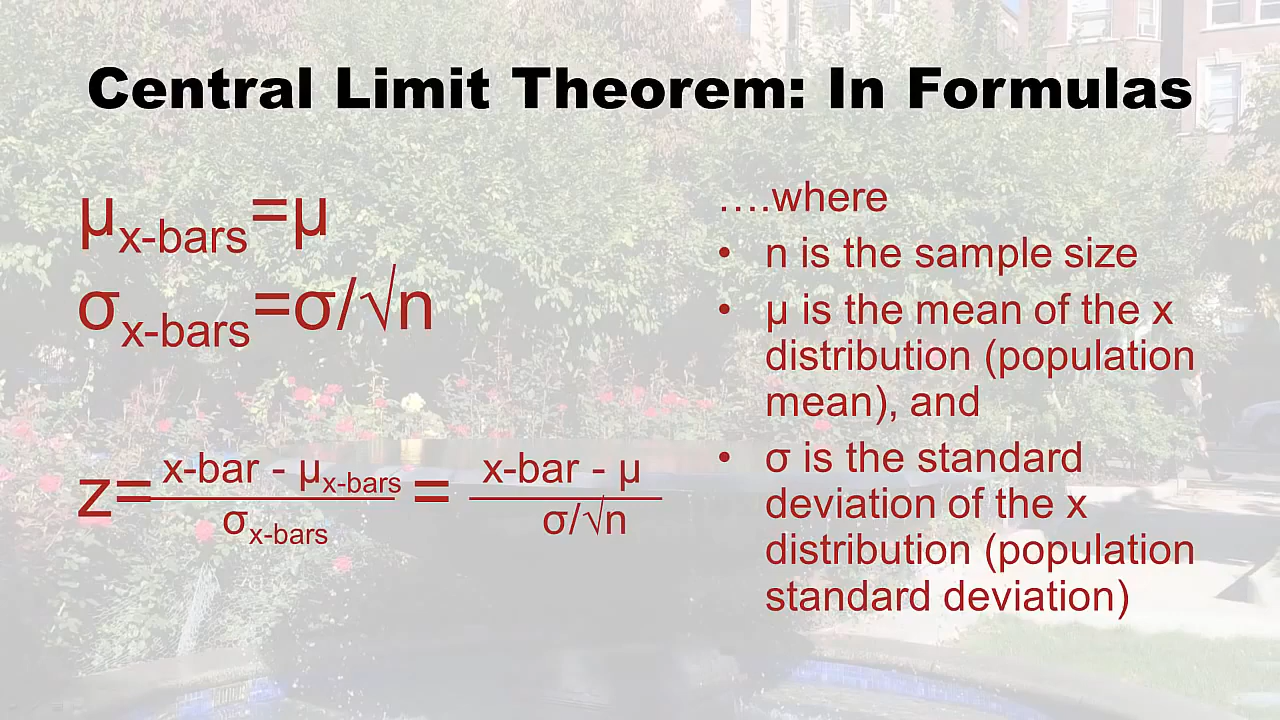 Central Limit Theorem: In Formulas
μx-bars=μ
σx-bars=σ/√n
z= x-bar - μx-bars = x-bar - μ
σx-bars σ/√n
….where
• n is the sample size
• μ is the mean of the x
distribution (population
mean), and
• σ is the standard
deviation of the x
distribution (population
standard deviation)